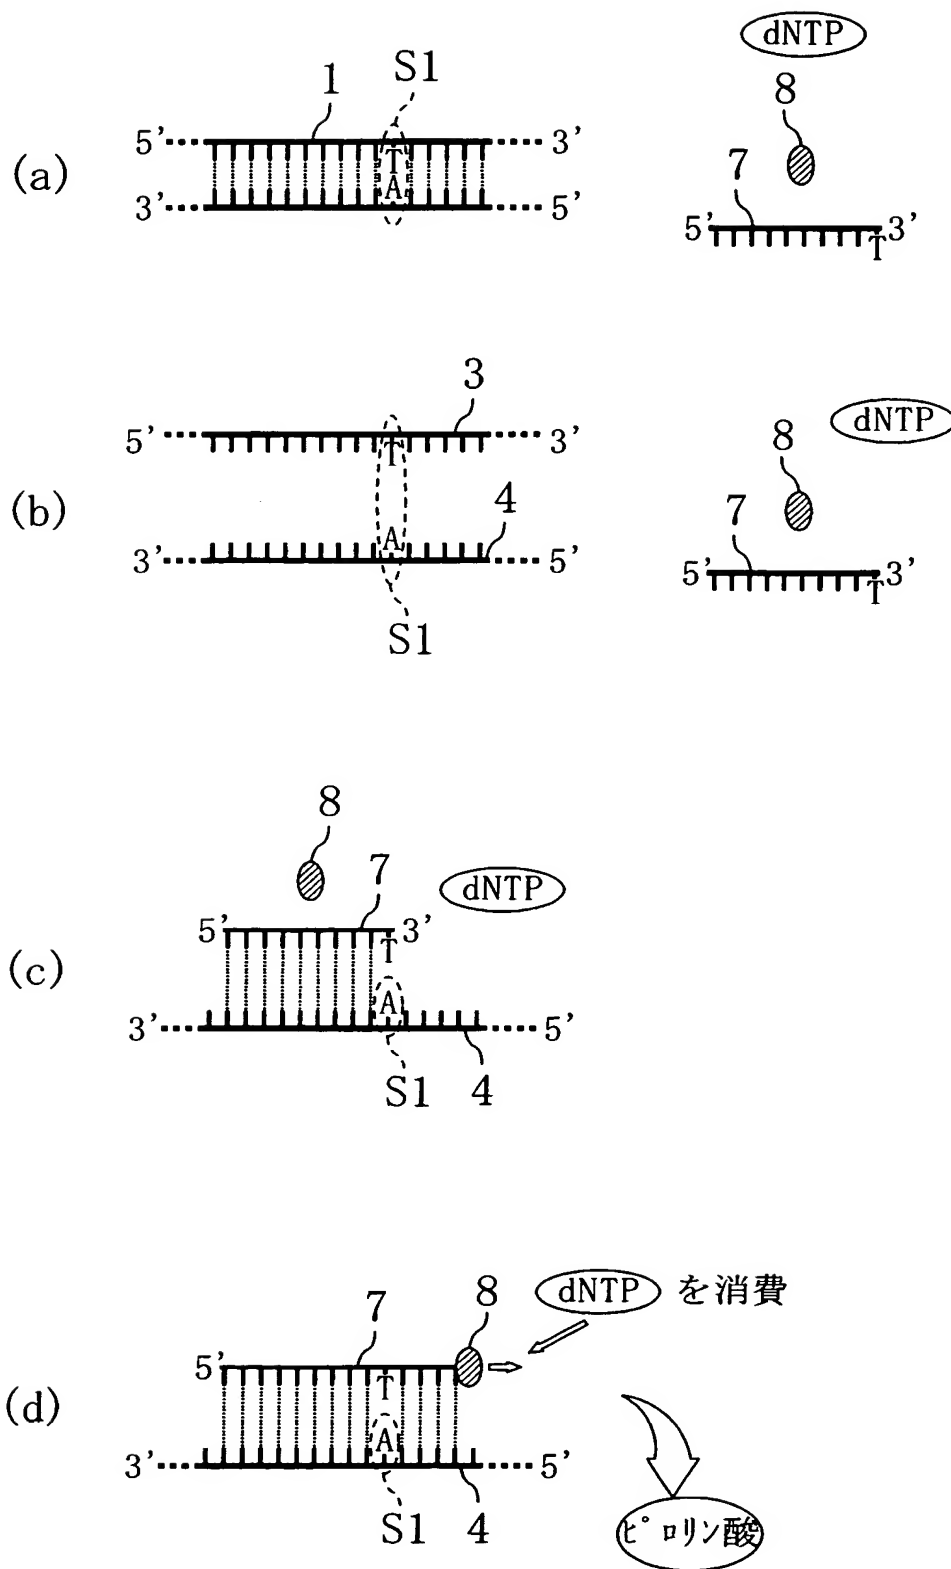 dNTP
S1
1
8
5' 3'
7
(a)
T
A
5' 3'
T
3' 5'
3
dNTP
8
5' 3'
T
7
(b)
4
A
3' 5'
5' 3'
T
S1
8
7
dNTP
5' 3'
T
(c)
A
3' 5'
S1 4
8
dNTP を消費
7
5'
T
(d)
A
3' 5'
S1 4
ピロリン酸